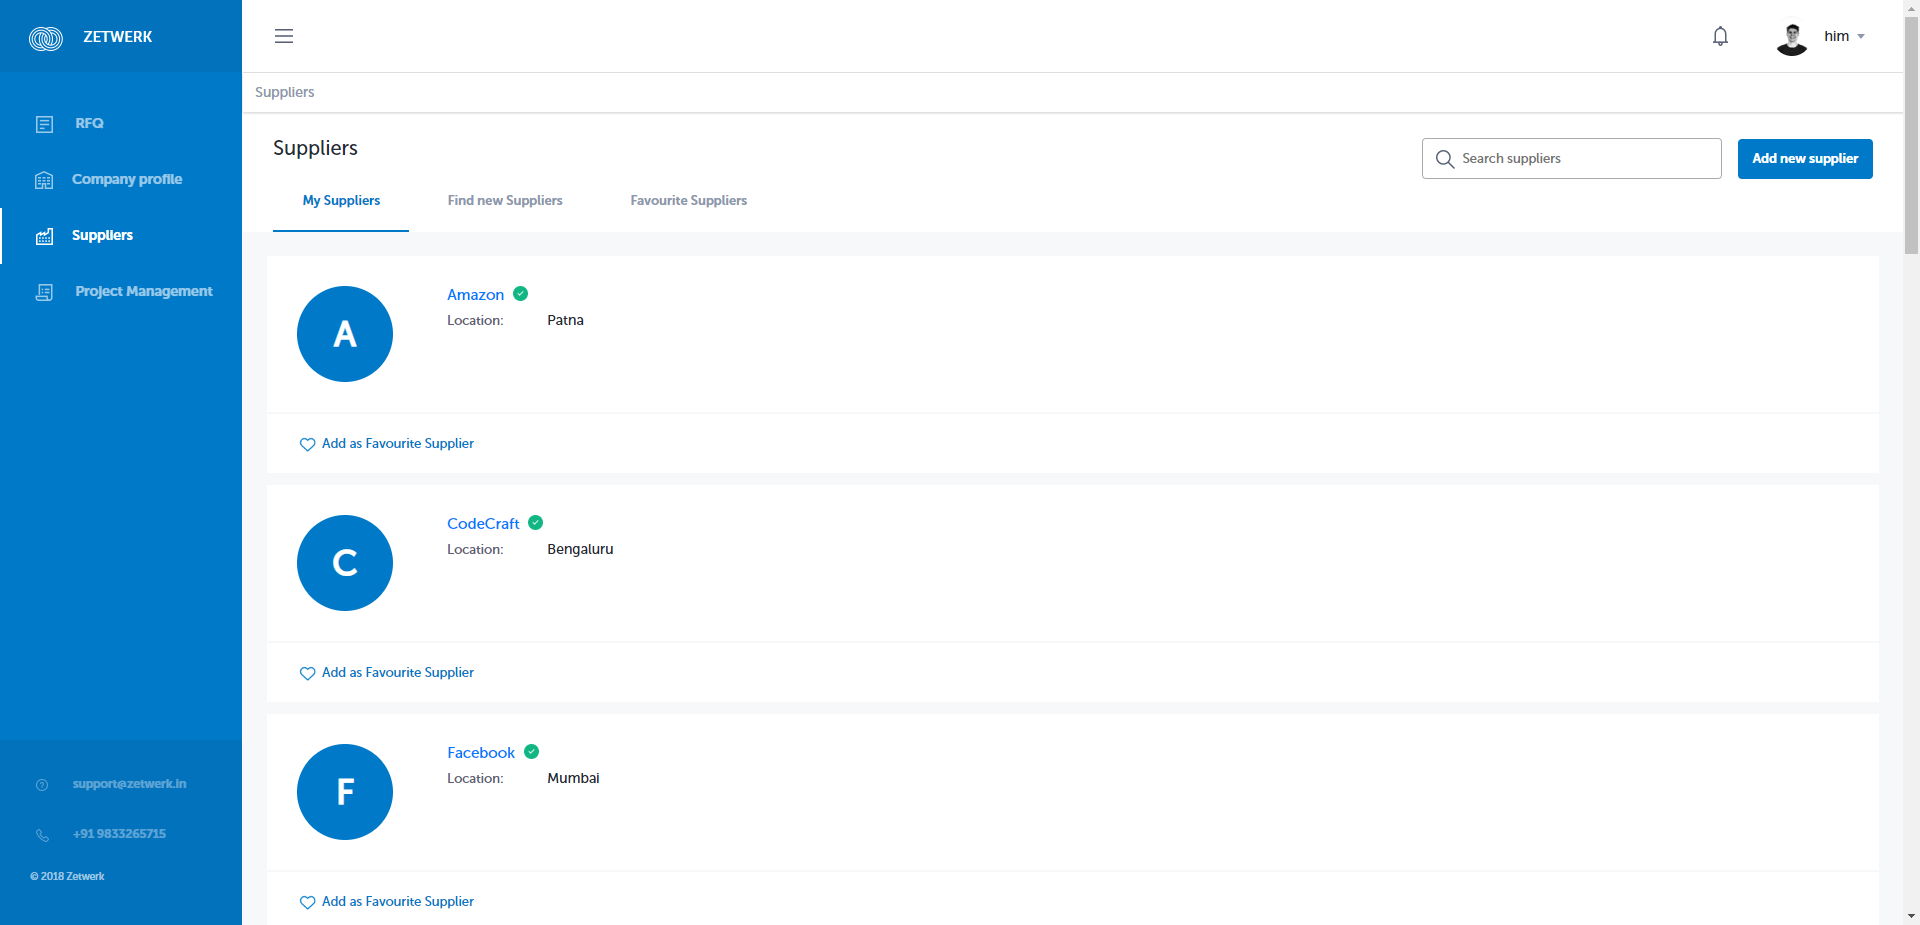 ZETWERK
him
RFQ
Company profile
Suppliers
Project Management
support@zetwerk.in
+91 9833265715
© 2018 Zetwerk
Suppliers
Suppliers
Search suppliers
Add new supplier
My Suppliers
Find new Suppliers
Favourite Suppliers
A
Amazon
Location: Patna
Add as Favourite Supplier
C
CodeCraft
Location: Bengaluru
Add as Favourite Supplier
F
Facebook
Location: Mumbai
Add as Favourite Supplier